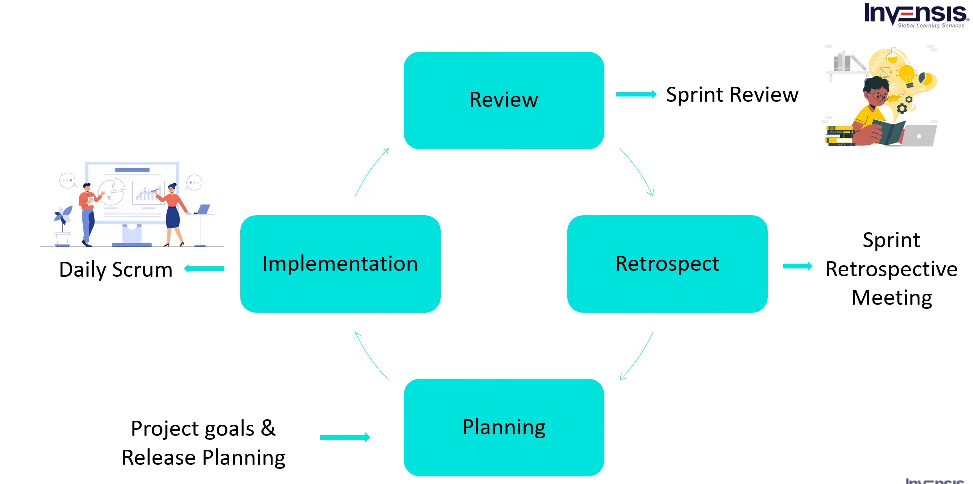 INVENSIS
Global Learning Services
Review
Sprint Review
Daily Scrum
Implementation
Retrospect
Sprint
Retrospective
Meeting
Project goals &
Release Planning
Planning